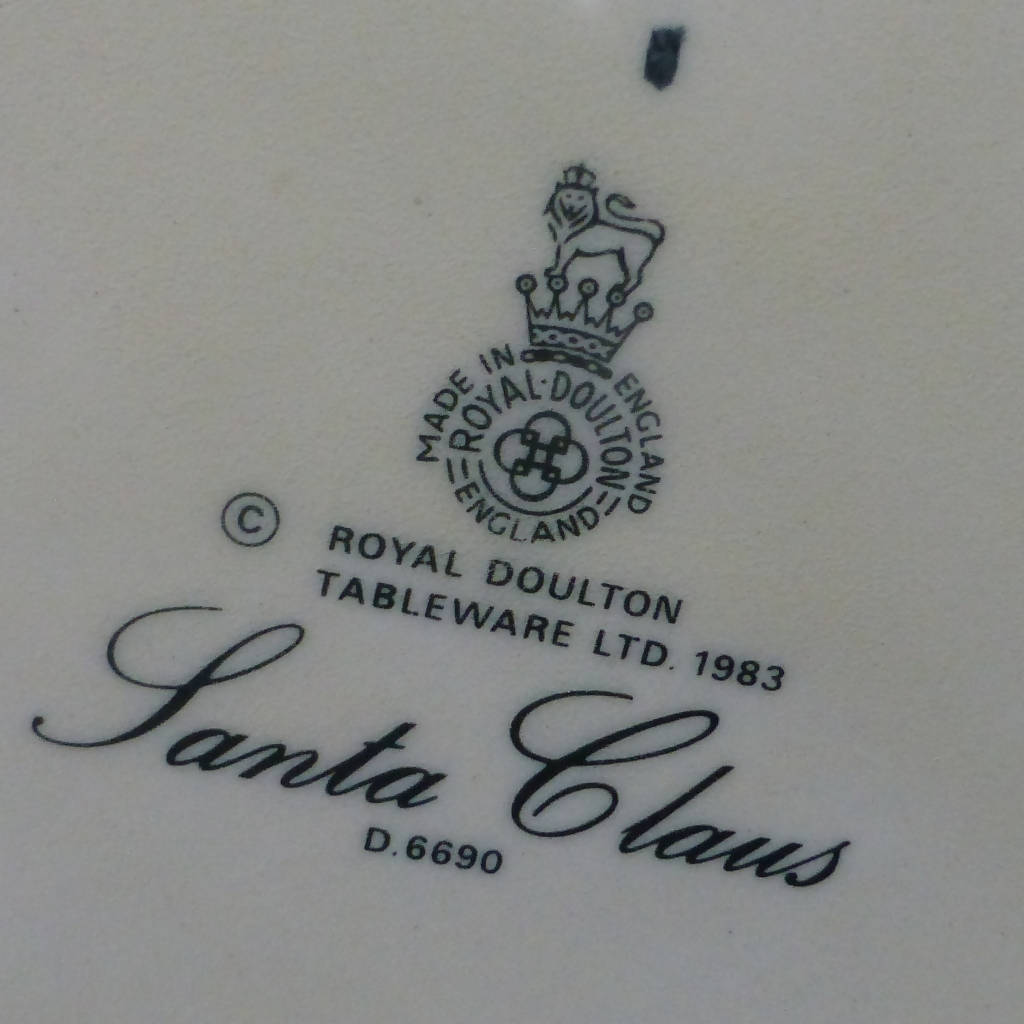 MADE IN ENGLAND
ROYAL·DOULTON
ENGLAND
© ROYAL DOULTON
TABLEWARE LTD. 1983
Santa Claus
D.6690